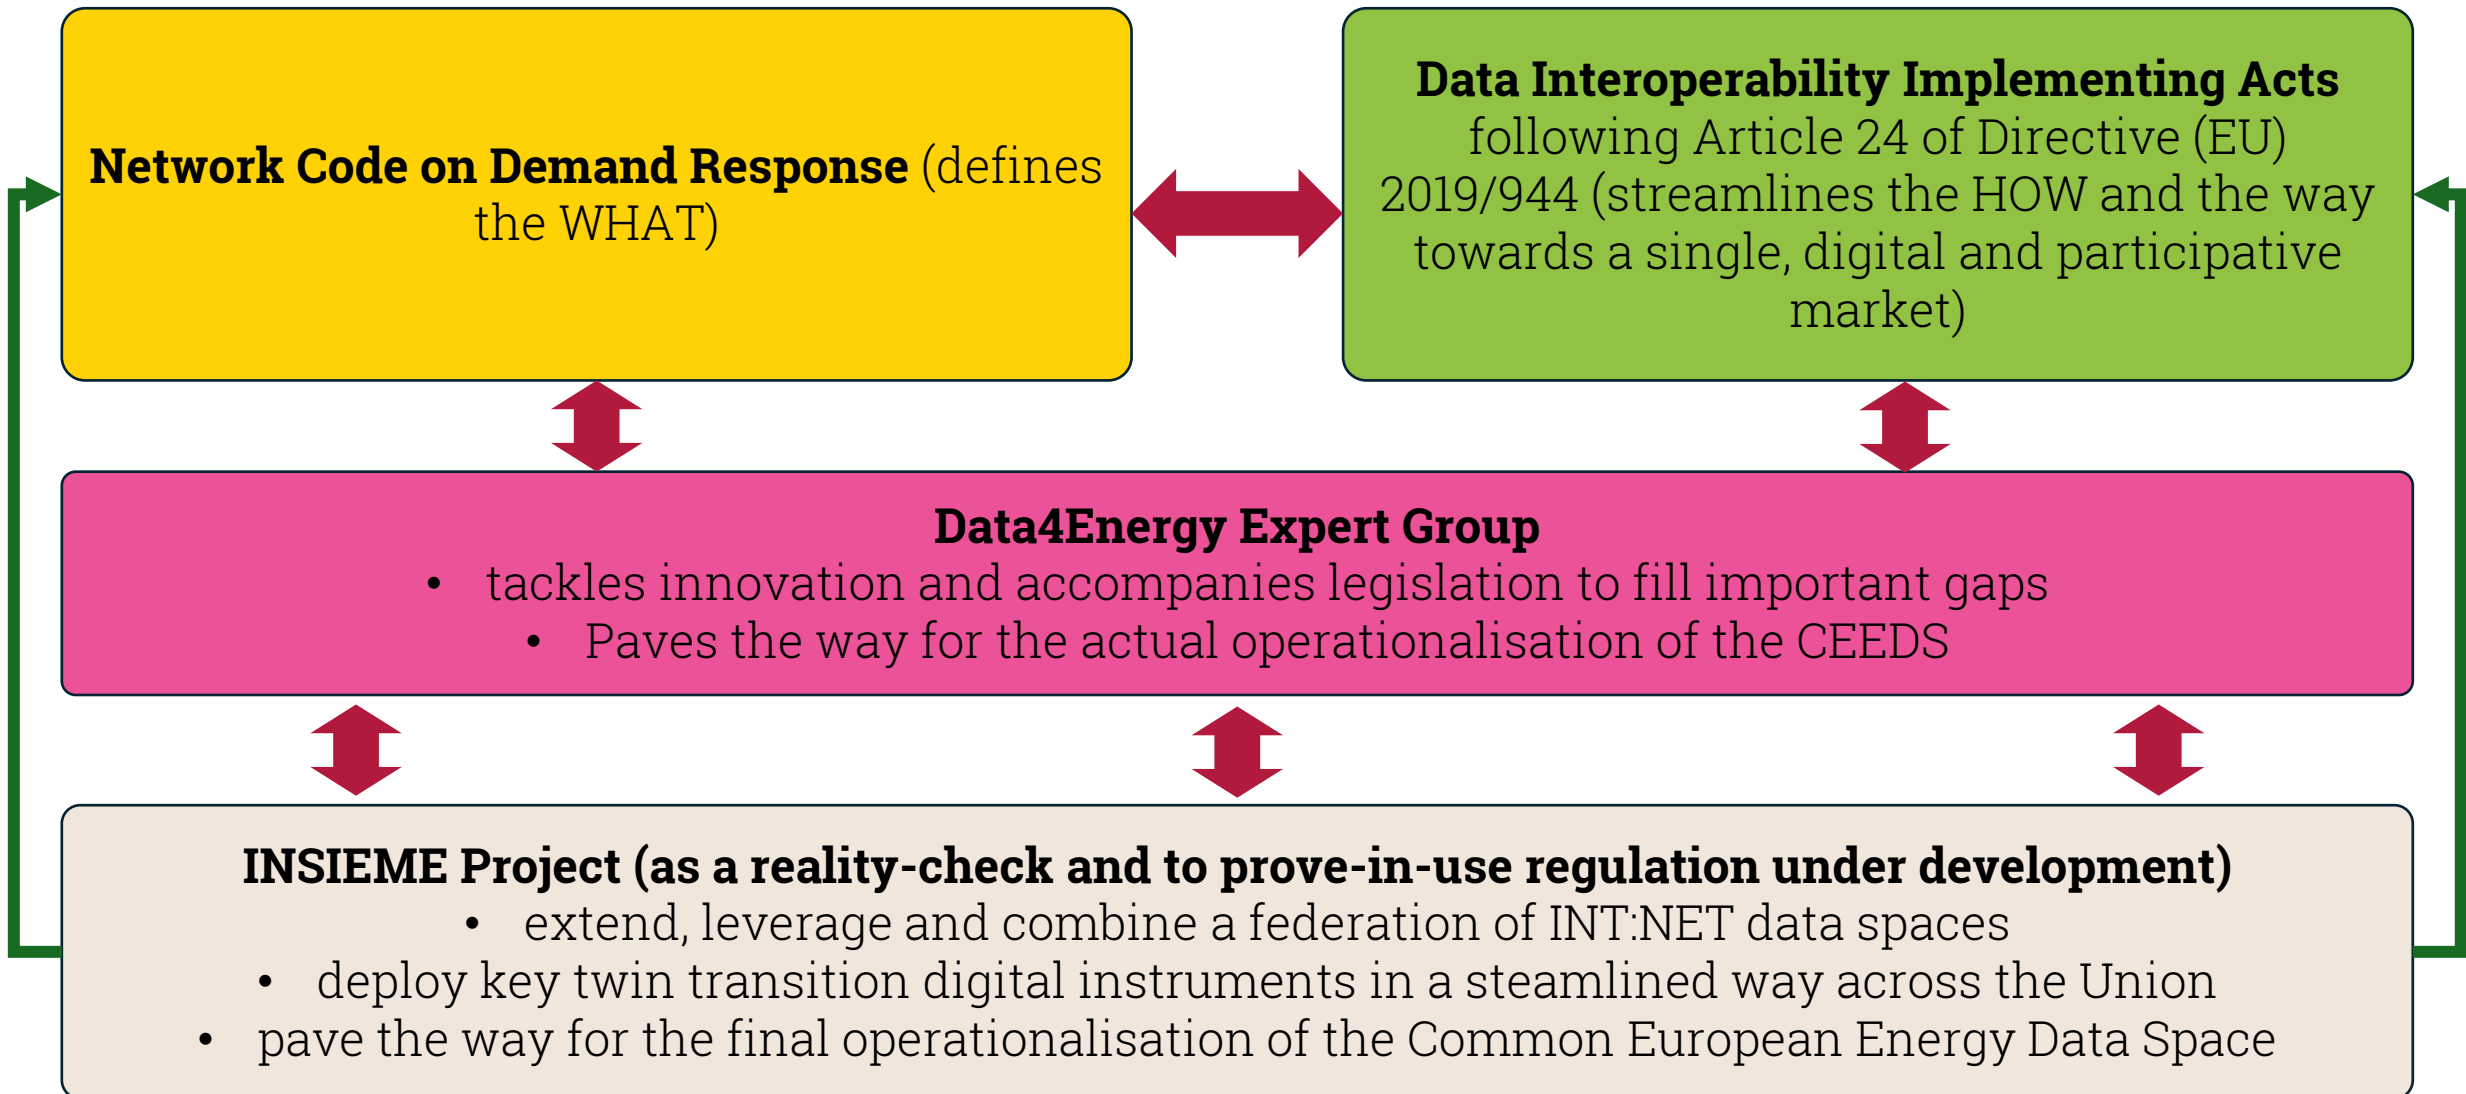 Network Code on Demand Response (defines
the WHAT)
Data Interoperability Implementing Acts
following Article 24 of Directive (EU)
2019/944 (streamlines the HOW and the way
towards a single, digital and participative
market)
Data4Energy Expert Group
• tackles innovation and accompanies legislation to fill important gaps
• Paves the way for the actual operationalisation of the CEEDS
INSIEME Project (as a reality-check and to prove-in-use regulation under development)
• extend, leverage and combine a federation of INT:NET data spaces
• deploy key twin transition digital instruments in a steamlined way across the Union
• pave the way for the final operationalisation of the Common European Energy Data Space